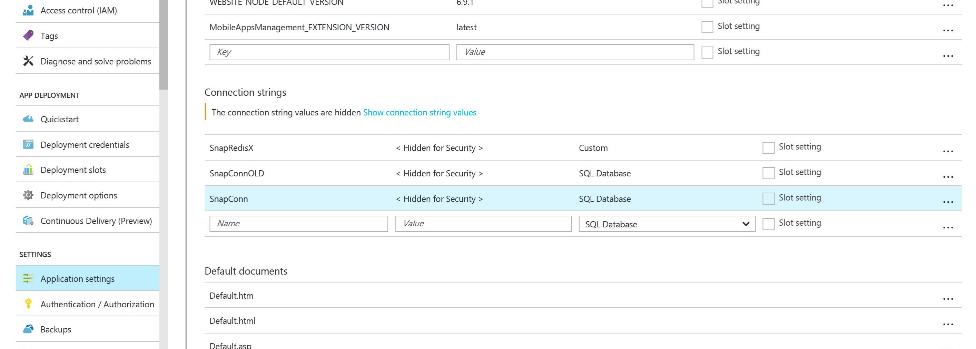 Access control (IAM)
Tags
Diagnose and solve problems
APP DEPLOYMENT
Quickstart
Deployment credentials
Deployment slots
Deployment options
Continuous Delivery (Preview)
SETTINGS
Application settings
Authentication / Authorization
Backups
WEBSITE_NODE_DEFAULT_VERSION 6.9.1 Slot setting ...
MobileAppsManagement_EXTENSION_VERSION latest Slot setting ...
Key Value Slot setting ...
Connection strings
The connection string values are hidden Show connection string values
SnapRedisX < Hidden for Security > Custom Slot setting ...
SnapConnOLD < Hidden for Security > SQL Database Slot setting ...
SnapConn < Hidden for Security > SQL Database Slot setting ...
Name Value SQL Database Slot setting ...
Default documents
Default.htm ...
Default.html ...
Default.asp